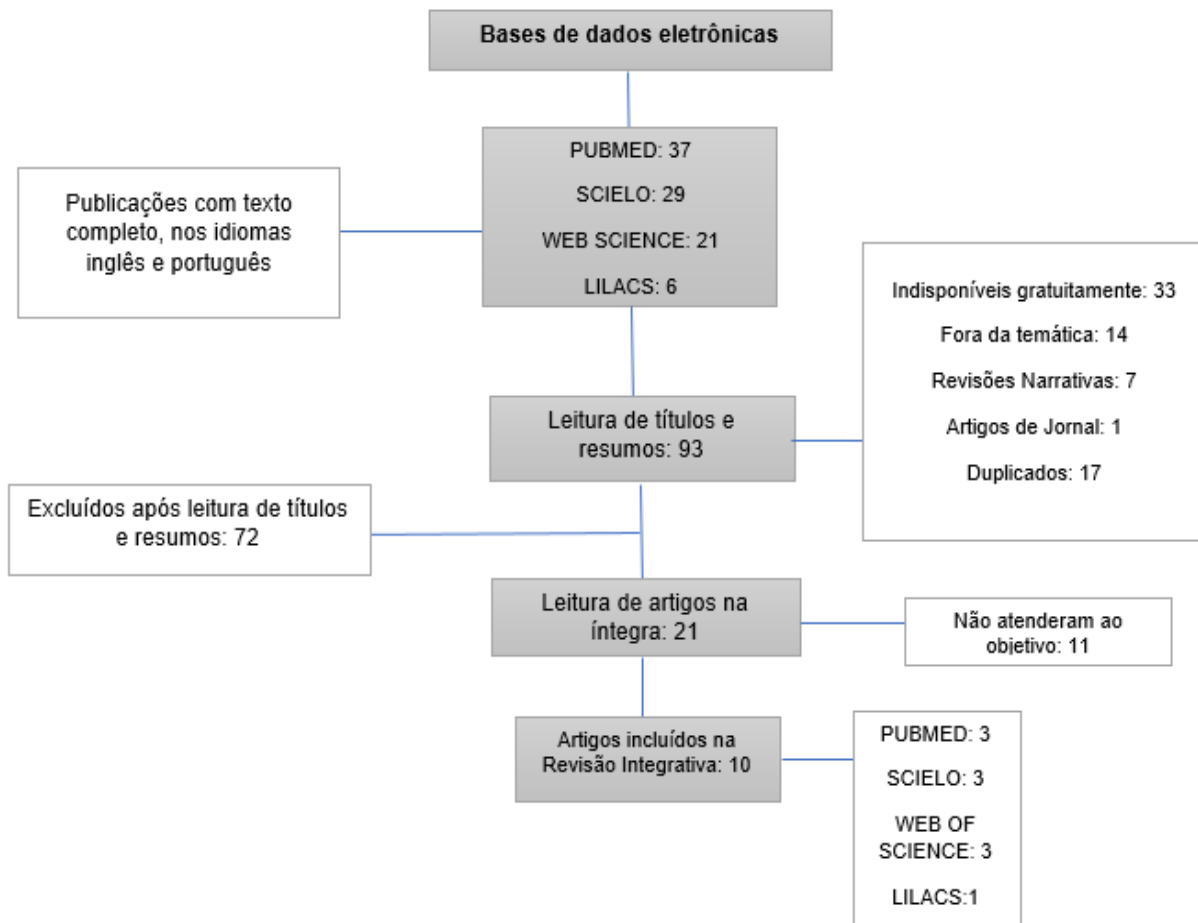 Bases de dados eletrônicas
PUBMED: 37
SCIELO: 29
WEB SCIENCE: 21
LILACS: 6
Publicações com texto
completo, nos idiomas
inglês e português
Indisponíveis gratuitamente: 33
Fora da temática: 14
Revisões Narrativas: 7
Artigos de Jornal: 1
Duplicados: 17
Leitura de títulos e
resumos: 93
Excluídos após leitura de títulos
e resumos: 72
Leitura de artigos na
íntegra: 21
Não atenderam ao
objetivo: 11
Artigos incluídos na
Revisão Integrativa: 10
PUBMED: 3
SCIELO: 3
WEB OF
SCIENCE: 3
LILACS:1